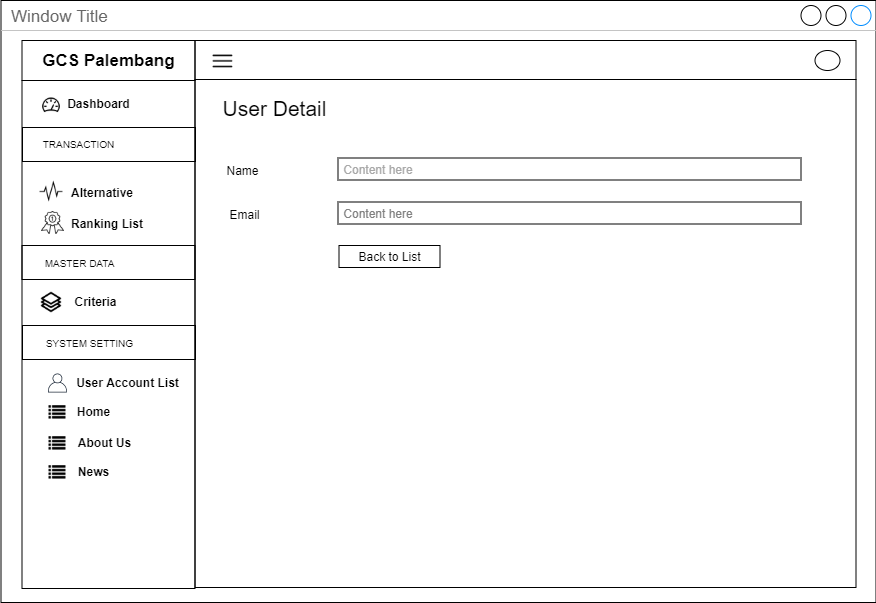 Window Title
GCS Palembang
Dashboard
TRANSACTION
Alternative
Ranking List
MASTER DATA
Criteria
SYSTEM SETTING
User Account List
Home
About Us
News
User Detail
Name
Content here
Email
Content here
Back to List